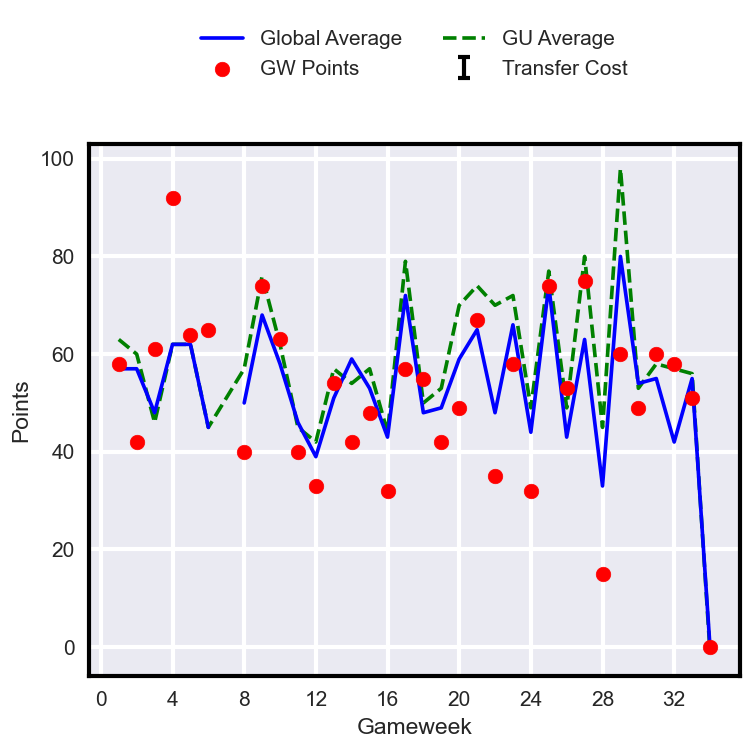 Global Average
GU Average
GW Points
Transfer Cost
100
80
60
40
20
0
Points
0 4 8 12 16 20 24 28 32
Gameweek